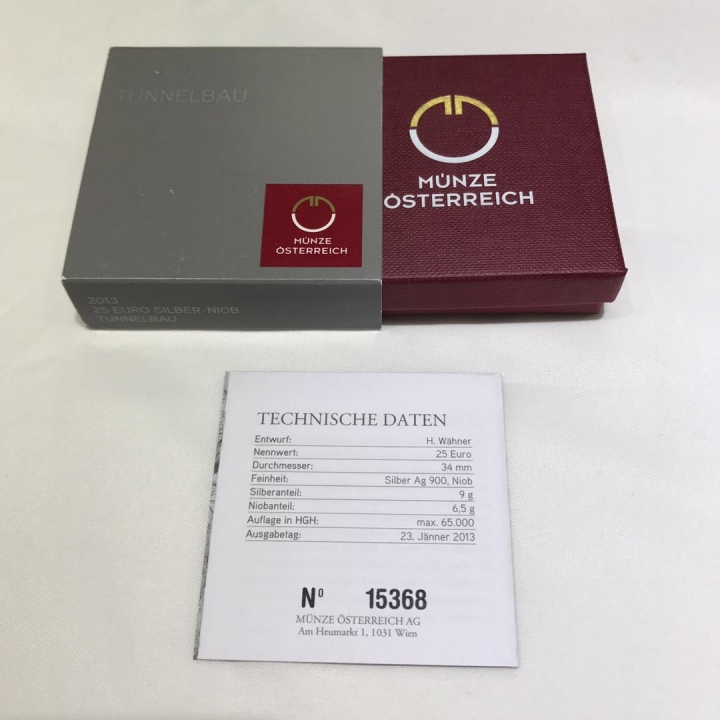 TUNNELBAU
MÜNZE
ÖSTERREICH
MÜNZE
ÖSTERREICH
2013
25 EURO SILBER-NIOB
TUNNELBAU
TECHNISCHE DATEN
Entwurf: H. Wähner
Nennwert: 25 Euro
Durchmesser: 34 mm
Feinheit: Silber Ag 900, Niob
Silberanteil: 9 g
Niobanteil: 6,5 g
Auflage in HGH: max. 65.000
Ausgabetag: 23. Jänner 2013
Nº 15368
MÜNZE ÖSTERREICH AG
Am Heumarkt 1, 1031 Wien